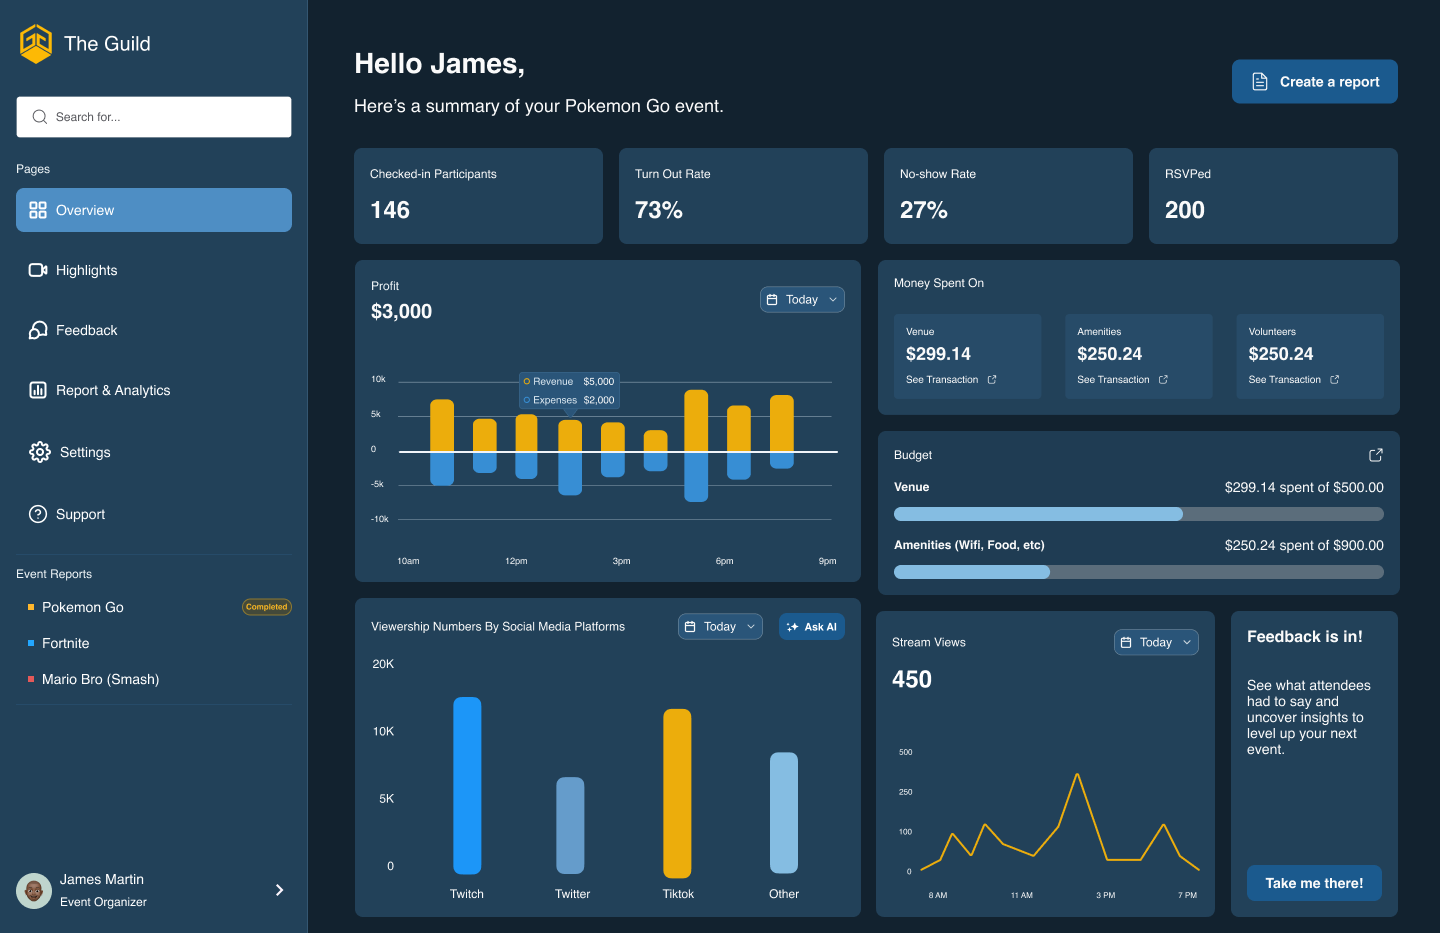 The Guild
Search for...
Pages
Overview
Highlights
Feedback
Report & Analytics
Settings
Support
Event Reports
Pokemon Go
Completed
Fortnite
Mario Bro (Smash)
James Martin
Event Organizer
Hello James,
Here's a summary of your Pokemon Go event.
Create a report
Checked-in Participants
146
Turn Out Rate
73%
No-show Rate
27%
RSVPed
200
Profit
$3,000
Today
10k
5k
0
-5k
-10k
Revenue $5,000
Expenses $2,000
10am 12pm 3pm 6pm 9pm
Money Spent On
Venue
$299.14
See Transaction
Amenities
$250.24
See Transaction
Volunteers
$250.24
See Transaction
Budget
Venue $299.14 spent of $500.00
Amenities (Wifi, Food, etc) $250.24 spent of $900.00
Viewership Numbers By Social Media Platforms
Today
Ask AI
20K
10K
5K
0
Twitch Twitter Tiktok Other
Stream Views
Today
450
500
250
100
0
8 AM 11 AM 3 PM 7 PM
Feedback is in!
See what attendees
had to say and
uncover insights to
level up your next
event.
Take me there!